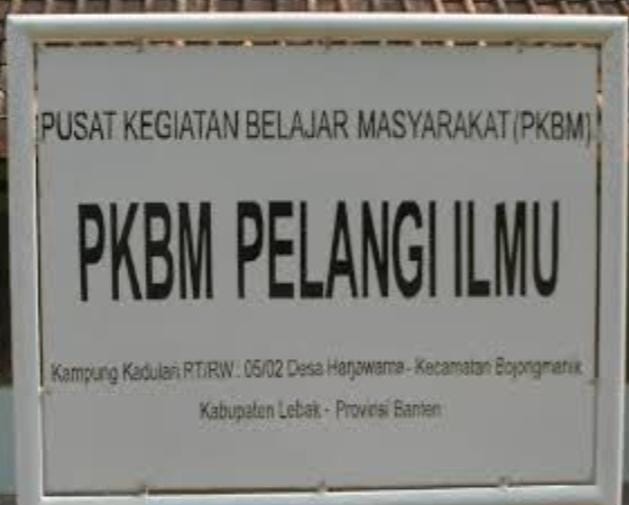 PUSAT KEGIATAN BELAJAR MASYARAKAT (PKBM)
PKBM PELANGI ILMU
Kampung Kadulan RT/RW : 05/02 Desa Harjawarna - Kecamatan Bojongmanik
Kabupaten Lebak - Provinsi Banten